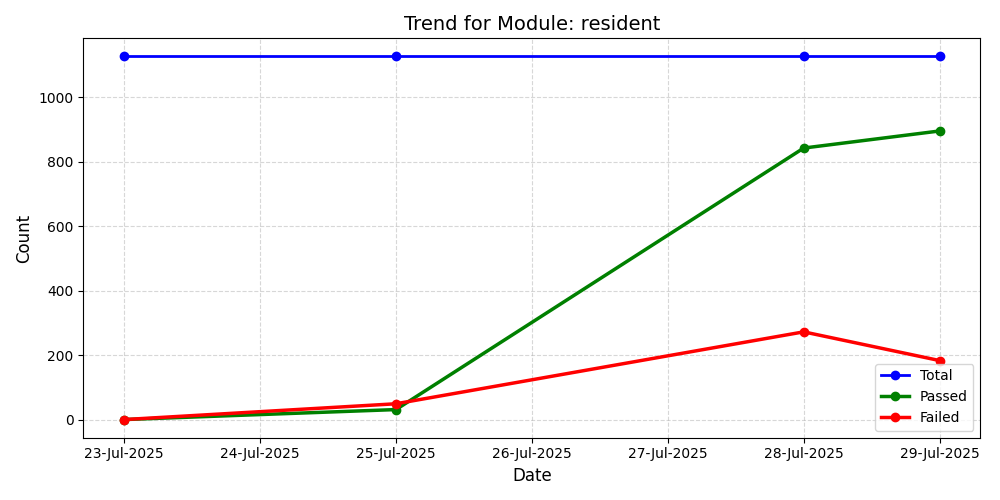 Trend for Module: resident
Count
1000
800
600
400
200
0
23-Jul-2025 24-Jul-2025 25-Jul-2025 26-Jul-2025 27-Jul-2025 28-Jul-2025 29-Jul-2025
Date
Total
Passed
Failed